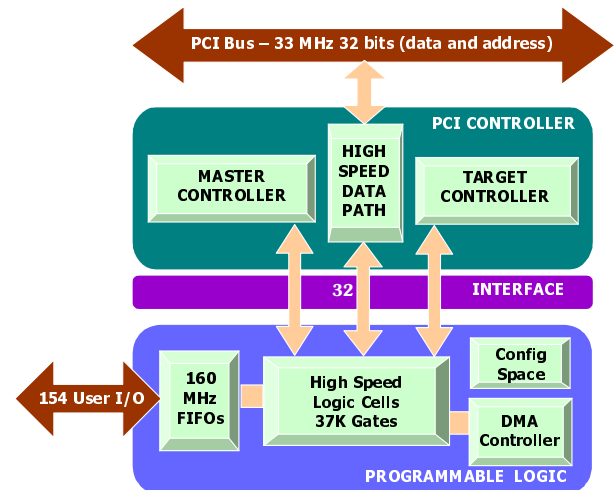 PCI Bus – 33 MHz 32 bits (data and address)
PCI CONTROLLER
MASTER
CONTROLLER
HIGH
SPEED
DATA
PATH
TARGET
CONTROLLER
32
INTERFACE
154 User I/O
160
MHz
FIFOs
High Speed
Logic Cells
37K Gates
Config
Space
DMA
Controller
PROGRAMMABLE LOGIC